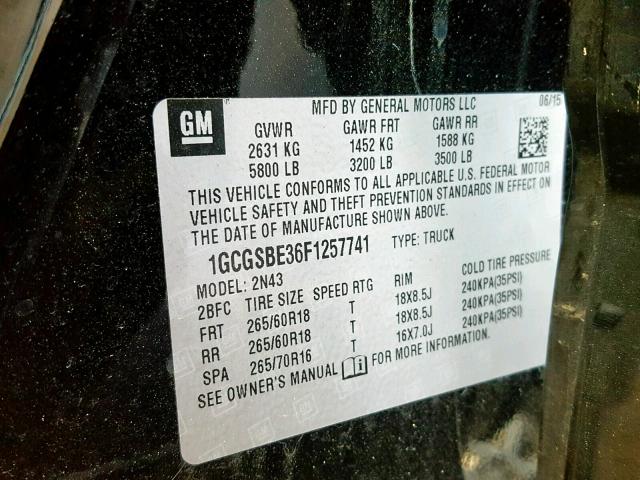 GM
MFD BY GENERAL MOTORS LLC 06/15
GVWR GAWR FRT GAWR RR
2631 KG 1452 KG 1588 KG
5800 LB 3200 LB 3500 LB
THIS VEHICLE CONFORMS TO ALL APPLICABLE U.S. FEDERAL MOTOR
VEHICLE SAFETY AND THEFT PREVENTION STANDARDS IN EFFECT ON
THE DATE OF MANUFACTURE SHOWN ABOVE.
1GCGSBE36F1257741 TYPE: TRUCK
MODEL: 2N43
2BFC TIRE SIZE SPEED RTG RIM COLD TIRE PRESSURE
FRT 265/60R18 T 18X8.5J 240KPA(35PSI)
RR 265/60R18 T 18X8.5J 240KPA(35PSI)
SPA 265/70R16 T 16X7.0J 240KPA(35PSI)
SEE OWNER'S MANUAL FOR MORE INFORMATION.